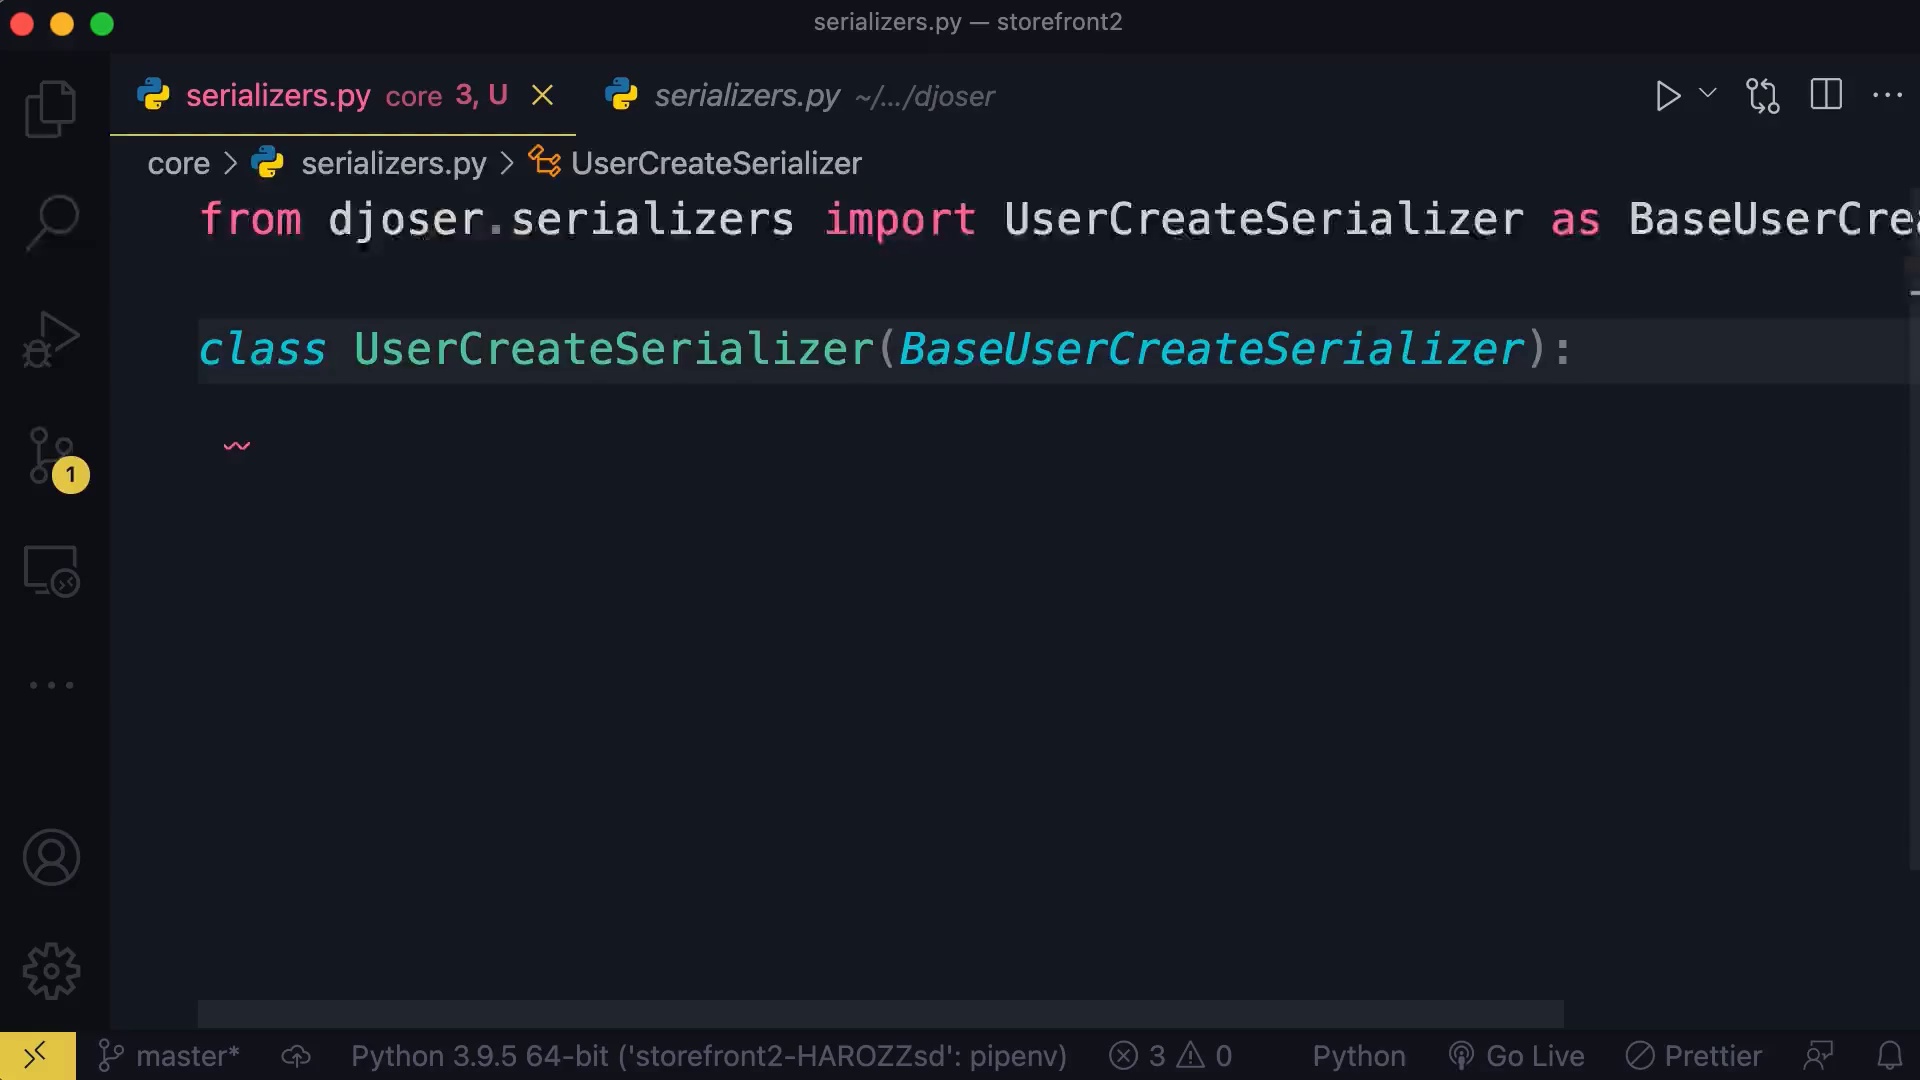 serializers.py — storefront2
serializers.py core 3, U
serializers.py ~/.../djoser
core > serializers.py > UserCreateSerializer
from djoser.serializers import UserCreateSerializer as BaseUserCrea
class UserCreateSerializer(BaseUserCreateSerializer):
1
master* Python 3.9.5 64-bit ('storefront2-HAROZZsd': pipenv) 3 0 Python Go Live Prettier